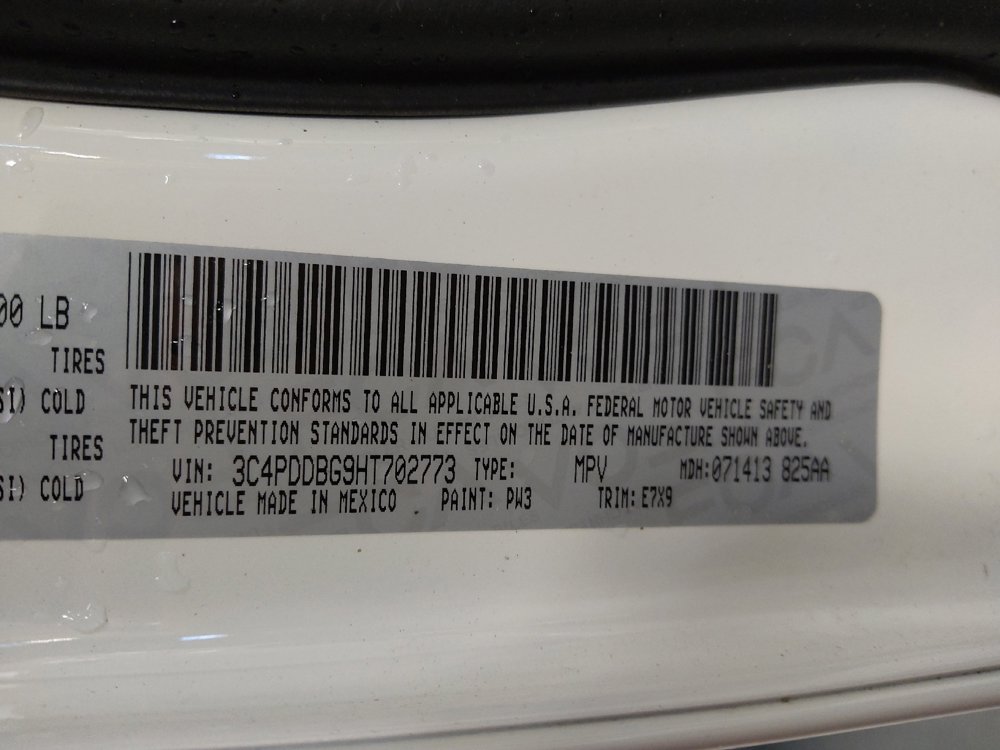 00 LB
TIRES
SI) COLD
TIRES
SI) COLD
THIS VEHICLE CONFORMS TO ALL APPLICABLE U.S.A. FEDERAL MOTOR VEHICLE SAFETY AND
THEFT PREVENTION STANDARDS IN EFFECT ON THE DATE OF MANUFACTURE SHOWN ABOVE.
VIN: 3C4PDDBG9HT702773 TYPE: MPV MDH:071413 825AA
VEHICLE MADE IN MEXICO PAINT: PW3 TRIM: E7X9